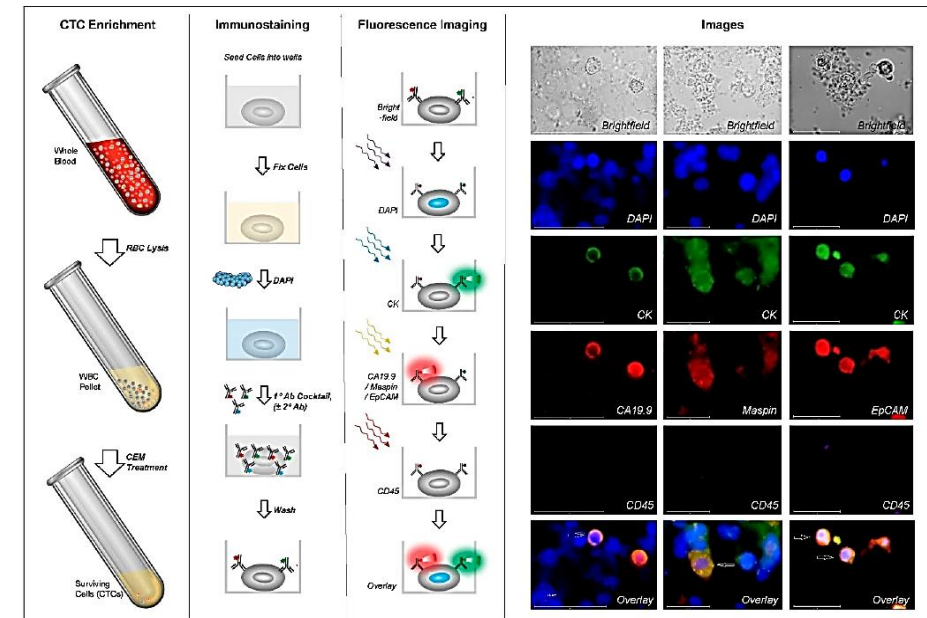 CTC Enrichment
Whole
Blood
RBC Lysis
WBC
Pellet
CEM
Treatment
Surviving
Cells (CTCs)
Immunostaining
Seed Cells into wells
Fix Cells
DAPI
1° Ab Cocktail,
(± 2° Ab)
Wash
Fluorescence Imaging
Bright
-field
DAPI
CK
CA19.9
/ Maspin
/ EpCAM
CD45
Overlay
Images
Brightfield
Brightfield
Brightfield
DAPI
DAPI
DAPI
CK
CK
CK
CA19.9
Maspin
EpCAM
CD45
CD45
CD45
Overlay
Overlay
Overlay